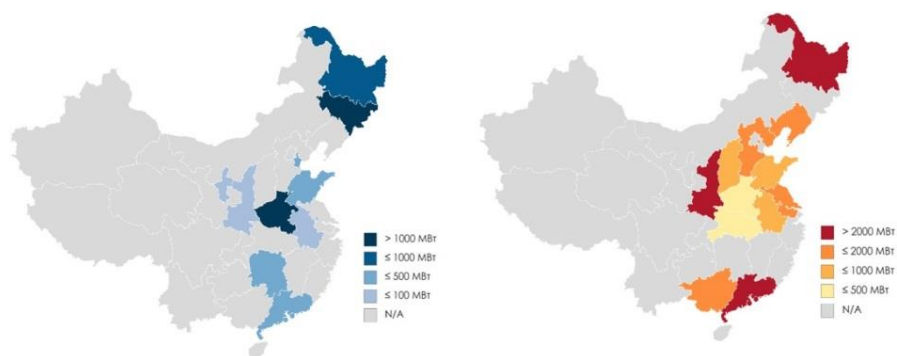 > 1000 МВт
≤ 1000 МВт
≤ 500 МВт
≤ 100 МВт
N/A
> 2000 МВт
≤ 2000 МВт
≤ 1000 МВт
≤ 500 МВт
N/A